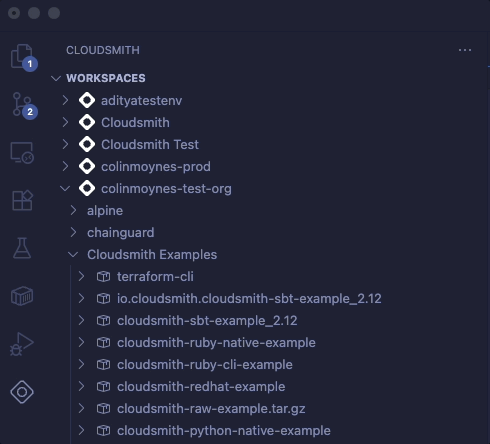 CLOUDSMITH
WORKSPACES
adityatestenv
Cloudsmith
Cloudsmith Test
colinmoynes-prod
colinmoynes-test-org
alpine
chainguard
Cloudsmith Examples
terraform-cli
io.cloudsmith.cloudsmith-sbt-example_2.12
cloudsmith-sbt-example_2.12
cloudsmith-ruby-native-example
cloudsmith-ruby-cli-example
cloudsmith-redhat-example
cloudsmith-raw-example.tar.gz
cloudsmith-python-native-example
1
2